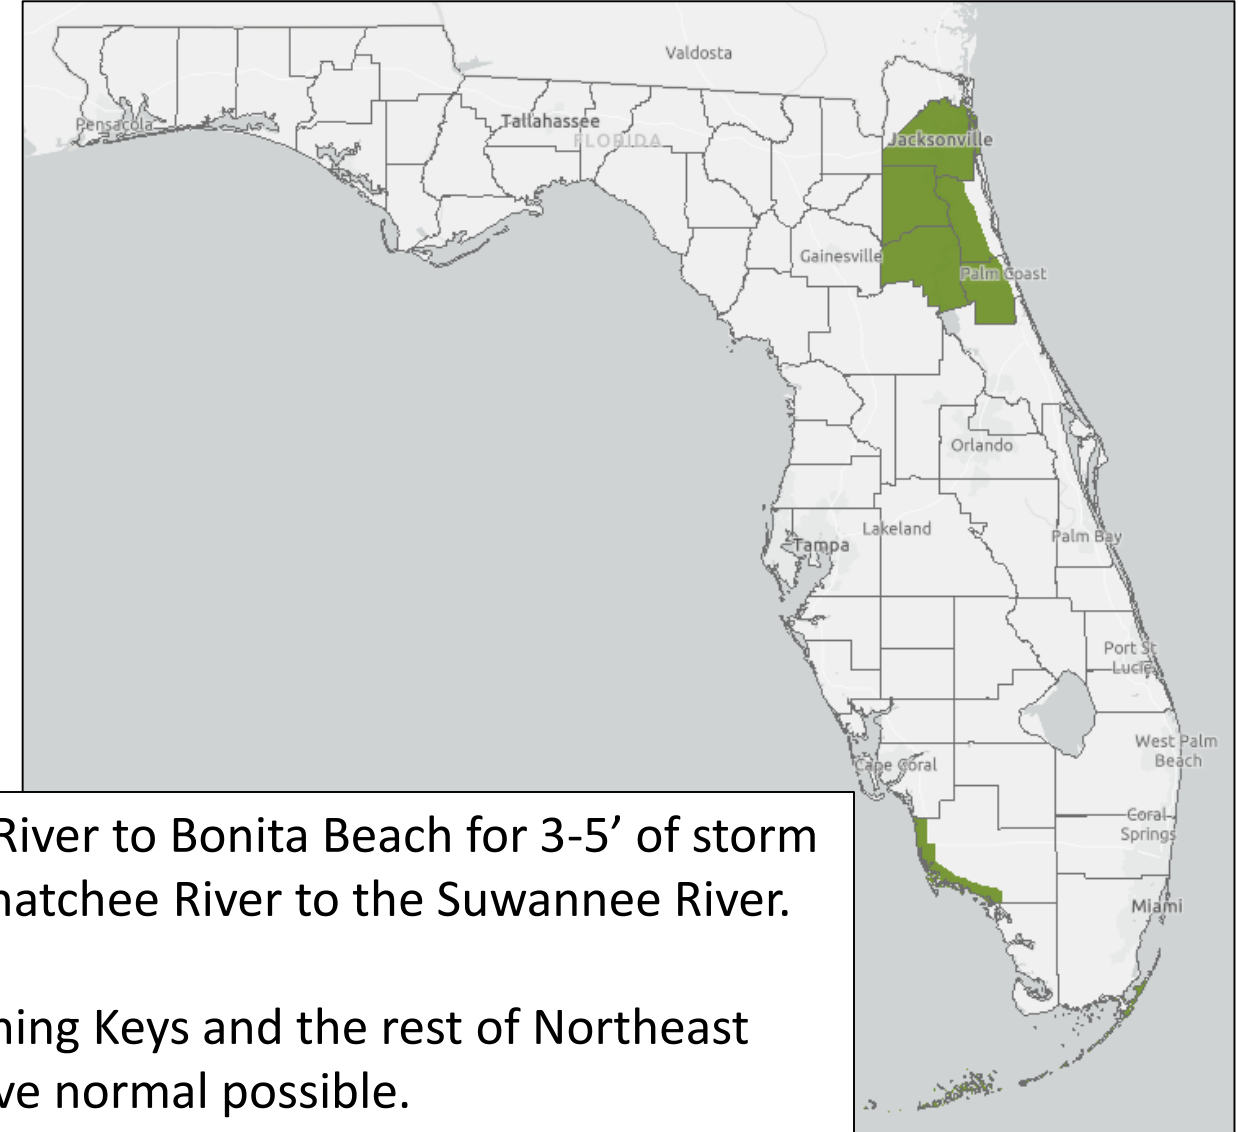 Valdosta
Pensacola
Tallahassee
FLORIDA
Jacksonville
Gainesville
Palm Coast
Orlando
Lakeland
Tampa
Palm Bay
Port St
Lucie
West Palm
Beach
Cape Coral
Coral
Springs
Miami
River to Bonita Beach for 3-5’ of storm
hatchee River to the Suwannee River.
ning Keys and the rest of Northeast
ve normal possible.